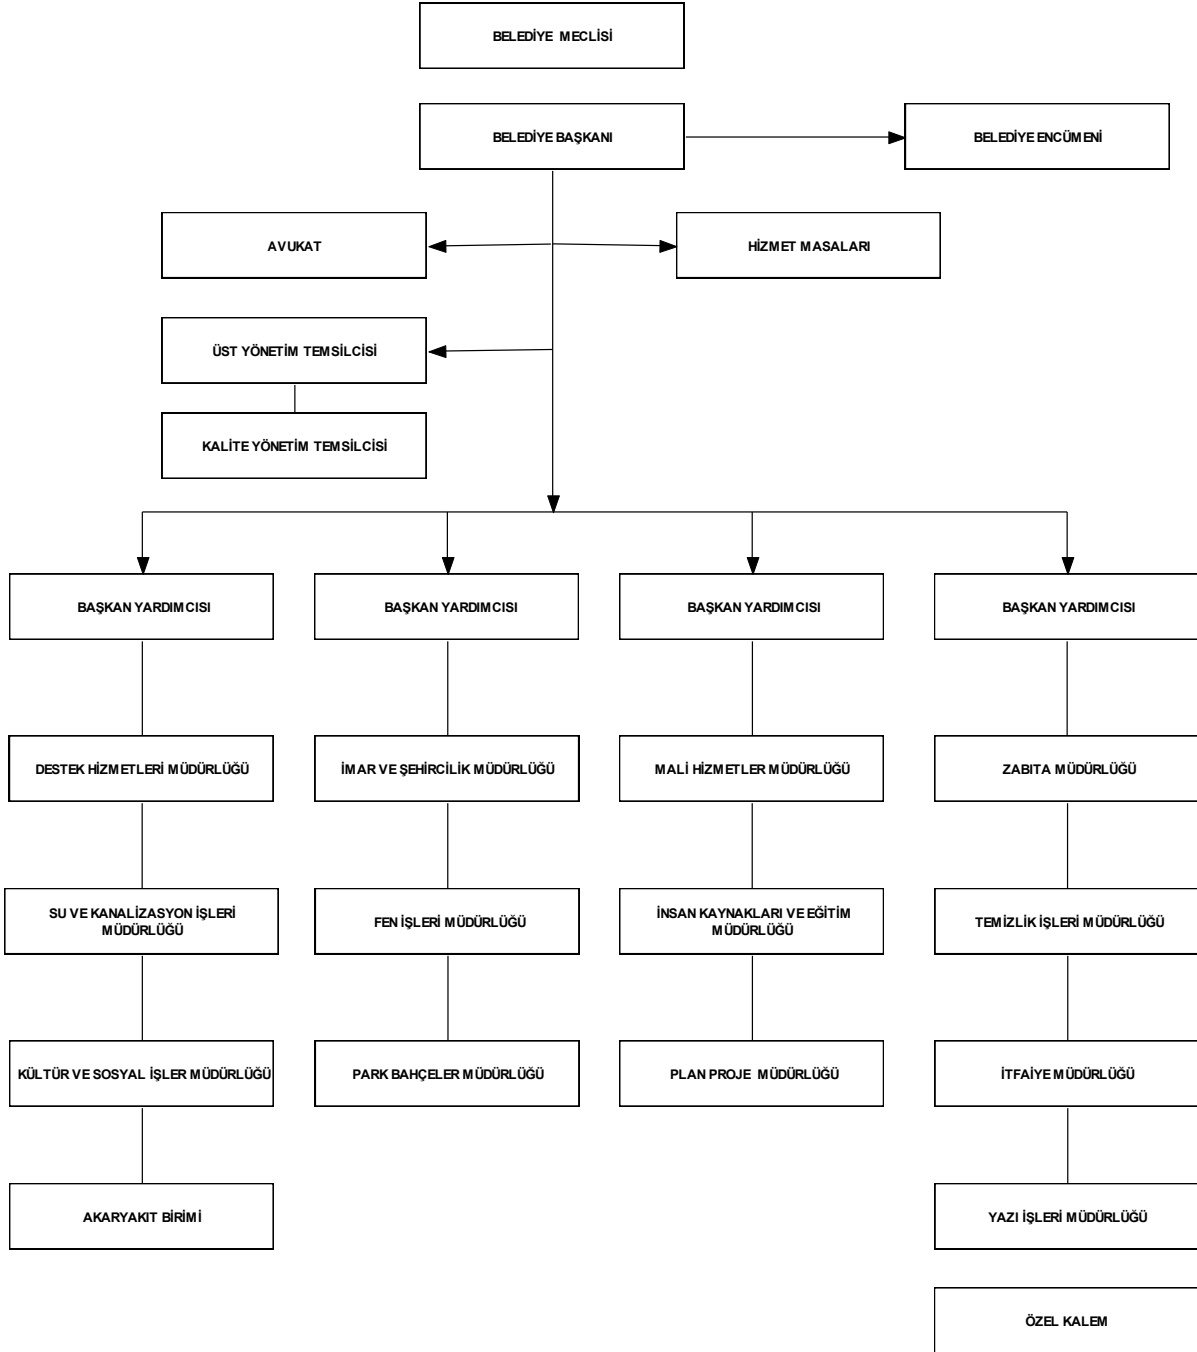 BELEDİYE MECLİSİ
BELEDİYE BAŞKANI
BELEDİYE ENCÜMENİ
AVUKAT
HİZMET MASALARI
ÜST YÖNETİM TEMSİLCİSİ
KALİTE YÖNETİM TEMSİLCİSİ
BAŞKAN YARDIMCISI
BAŞKAN YARDIMCISI
BAŞKAN YARDIMCISI
BAŞKAN YARDIMCISI
DESTEK HİZMETLERİ MÜDÜRLÜĞÜ
İMAR VE ŞEHİRCİLİK MÜDÜRLÜĞÜ
MALİ HİZMETLER MÜDÜRLÜĞÜ
ZABITA MÜDÜRLÜĞÜ
SU VE KANALİZASYON İŞLERİ
MÜDÜRLÜĞÜ
FEN İŞLERİ MÜDÜRLÜĞÜ
İNSAN KAYNAKLARI VE EĞİTİM
MÜDÜRLÜĞÜ
TEMİZLİK İŞLERİ MÜDÜRLÜĞÜ
KÜLTÜR VE SOSYAL İŞLER MÜDÜRLÜĞÜ
PARK BAHÇELER MÜDÜRLÜĞÜ
PLAN PROJE MÜDÜRLÜĞÜ
İTFAİYE MÜDÜRLÜĞÜ
AKARYAKIT BİRİMİ
YAZI İŞLERİ MÜDÜRLÜĞÜ
ÖZEL KALEM